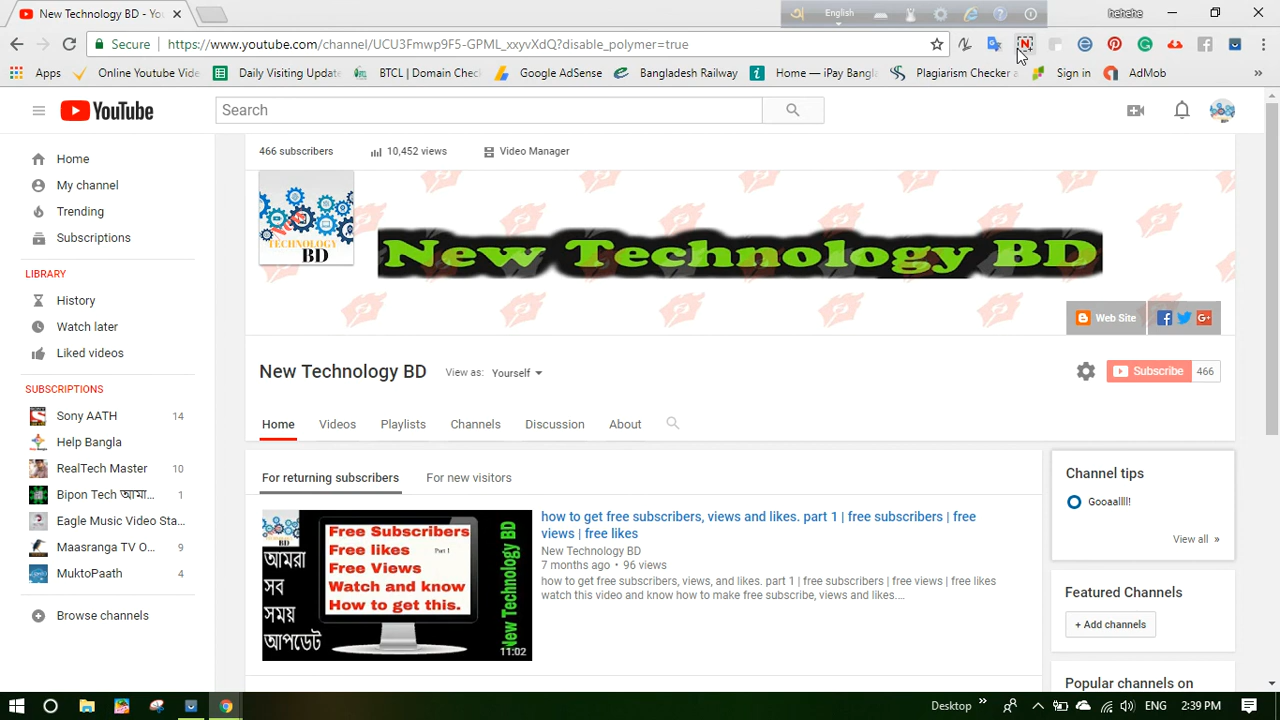 New Technology BD - YouT
English
hehehe
Secure
https://www.youtube.com/channel/UCU3Fmwp9F5-GPML_xxyvXdQ?disable_polymer=true
Apps
Online Youtube Vide
Daily Visiting Update
BTCL | Domain Check
Google AdSense
Bangladesh Railway
Home — iPay Bangla
Plagiarism Checker
Sign in
AdMob
YouTube
Search
466 subscribers
10,452 views
Video Manager
Home
My channel
Trending
Subscriptions
LIBRARY
History
Watch later
Liked videos
SUBSCRIPTIONS
Sony AATH 14
Help Bangla
RealTech Master 10
Bipon Tech আমা... 1
Eagle Music Video Sta...
Maasranga TV O... 9
MuktoPaath 4
Browse channels
TECHNOLOGY
BD
New Technology BD
Web Site
New Technology BD
View as: Yourself
Subscribe 466
Home
Videos
Playlists
Channels
Discussion
About
For returning subscribers
For new visitors
আমরা
সব
সময়
আপডেট
Free Subscribers
Free likes Part 1
Free Views
Watch and know
How to get this.
New Technology BD
11:02
how to get free subscribers, views and likes. part 1 | free subscribers | free
views | free likes
New Technology BD
7 months ago • 96 views
how to get free subscribers, views, and likes. part 1 | free subscribers | free views | free likes
watch this video and know how to make free subscribe, views and likes....
Channel tips
Gooaallll!
View all »
Featured Channels
+ Add channels
Popular channels on
Desktop
ENG
2:39 PM